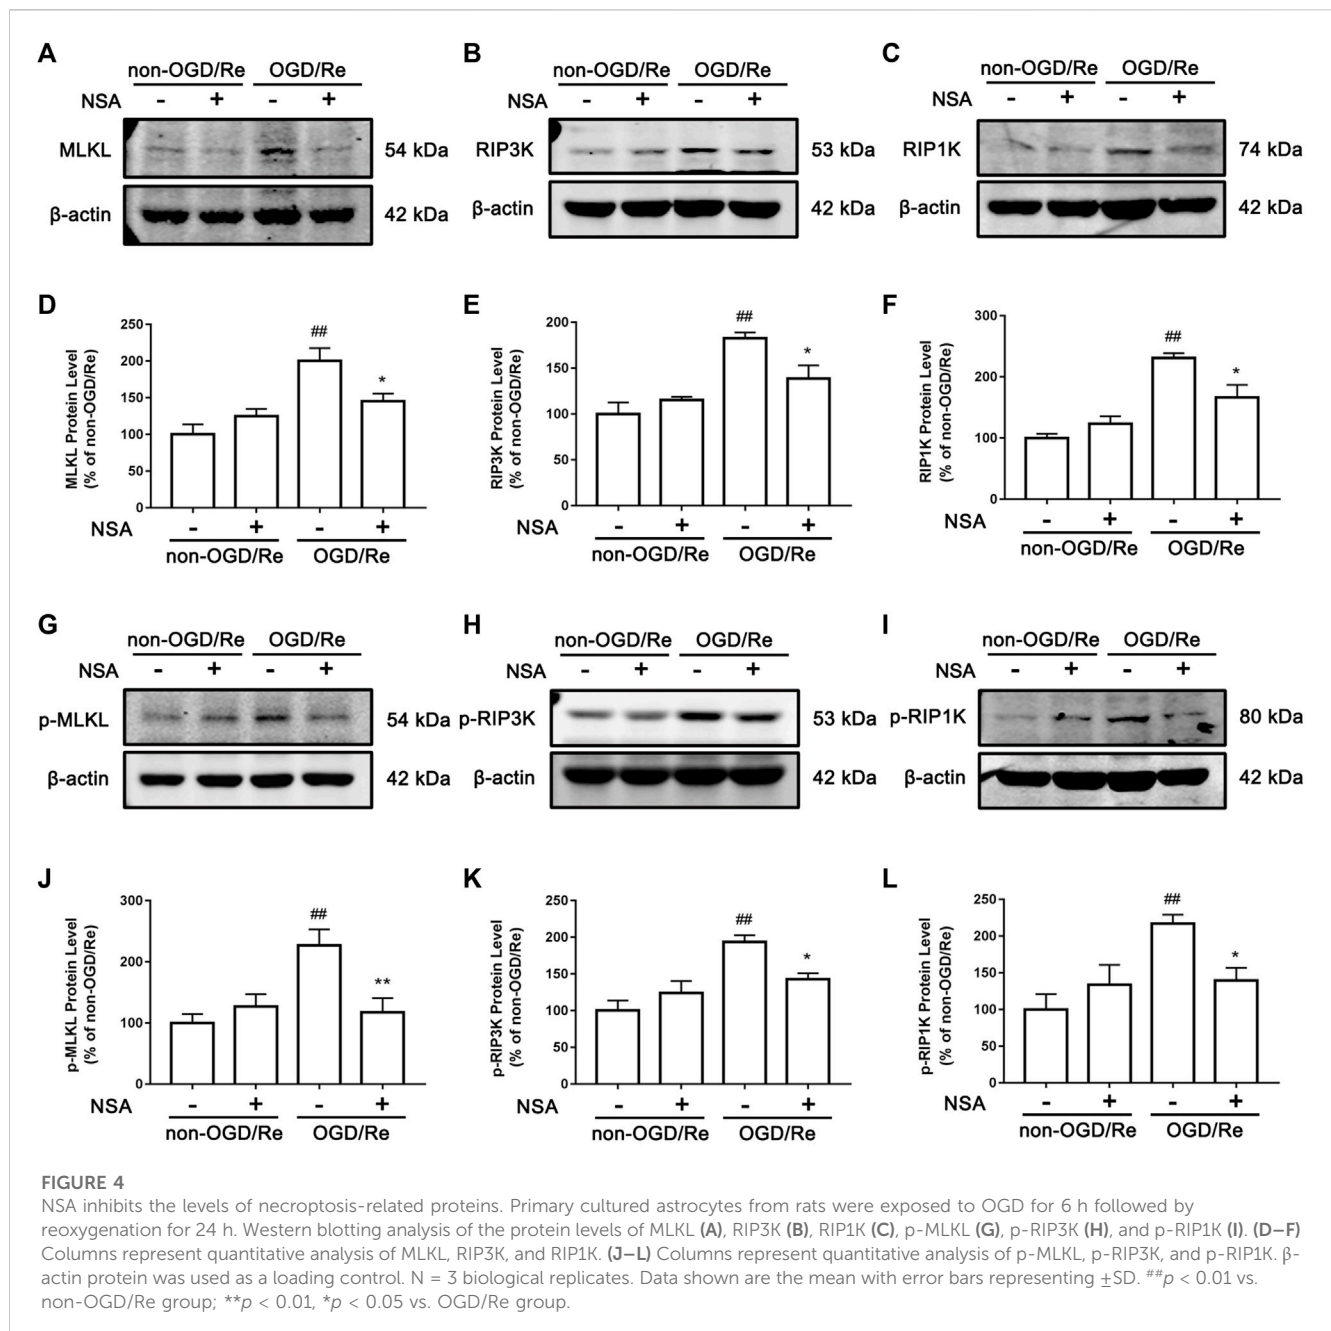 A
non-OGD/Re OGD/Re
NSA - + - +
MLKL 54 kDa
β-actin 42 kDa
B
non-OGD/Re OGD/Re
NSA - + - +
RIP3K 53 kDa
β-actin 42 kDa
C
non-OGD/Re OGD/Re
NSA - + - +
RIP1K 74 kDa
β-actin 42 kDa
D
MLKL Protein Level
(% of non-OGD/Re)
250
200
150
100
50
0
##
*
NSA - + - +
non-OGD/Re OGD/Re
E
RIP3K Protein Level
(% of non-OGD/Re)
200
150
100
50
0
##
*
NSA - + - +
non-OGD/Re OGD/Re
F
RIP1K Protein Level
(% of non-OGD/Re)
300
200
100
0
##
*
NSA - + - +
non-OGD/Re OGD/Re
G
non-OGD/Re OGD/Re
NSA - + - +
p-MLKL 54 kDa
β-actin 42 kDa
H
non-OGD/Re OGD/Re
NSA - + - +
p-RIP3K 53 kDa
β-actin 42 kDa
I
non-OGD/Re OGD/Re
NSA - + - +
p-RIP1K 80 kDa
β-actin 42 kDa
J
p-MLKL Protein Level
(% of non-OGD/Re)
300
200
100
0
##
**
NSA - + - +
non-OGD/Re OGD/Re
K
p-RIP3K Protein Level
(% of non-OGD/Re)
250
200
150
100
50
0
##
*
NSA - + - +
non-OGD/Re OGD/Re
L
p-RIP1K Protein Level
(% of non-OGD/Re)
250
200
150
100
50
0
##
*
NSA - + - +
non-OGD/Re OGD/Re
FIGURE 4
NSA inhibits the levels of necroptosis-related proteins. Primary cultured astrocytes from rats were exposed to OGD for 6 h followed by
reoxygenation for 24 h. Western blotting analysis of the protein levels of MLKL (A), RIP3K (B), RIP1K (C), p-MLKL (G), p-RIP3K (H), and p-RIP1K (I). (D–F)
Columns represent quantitative analysis of MLKL, RIP3K, and RIP1K. (J–L) Columns represent quantitative analysis of p-MLKL, p-RIP3K, and p-RIP1K. β-
actin protein was used as a loading control. N = 3 biological replicates. Data shown are the mean with error bars representing ±SD. ##p < 0.01 vs.
non-OGD/Re group; **p < 0.01, *p < 0.05 vs. OGD/Re group.